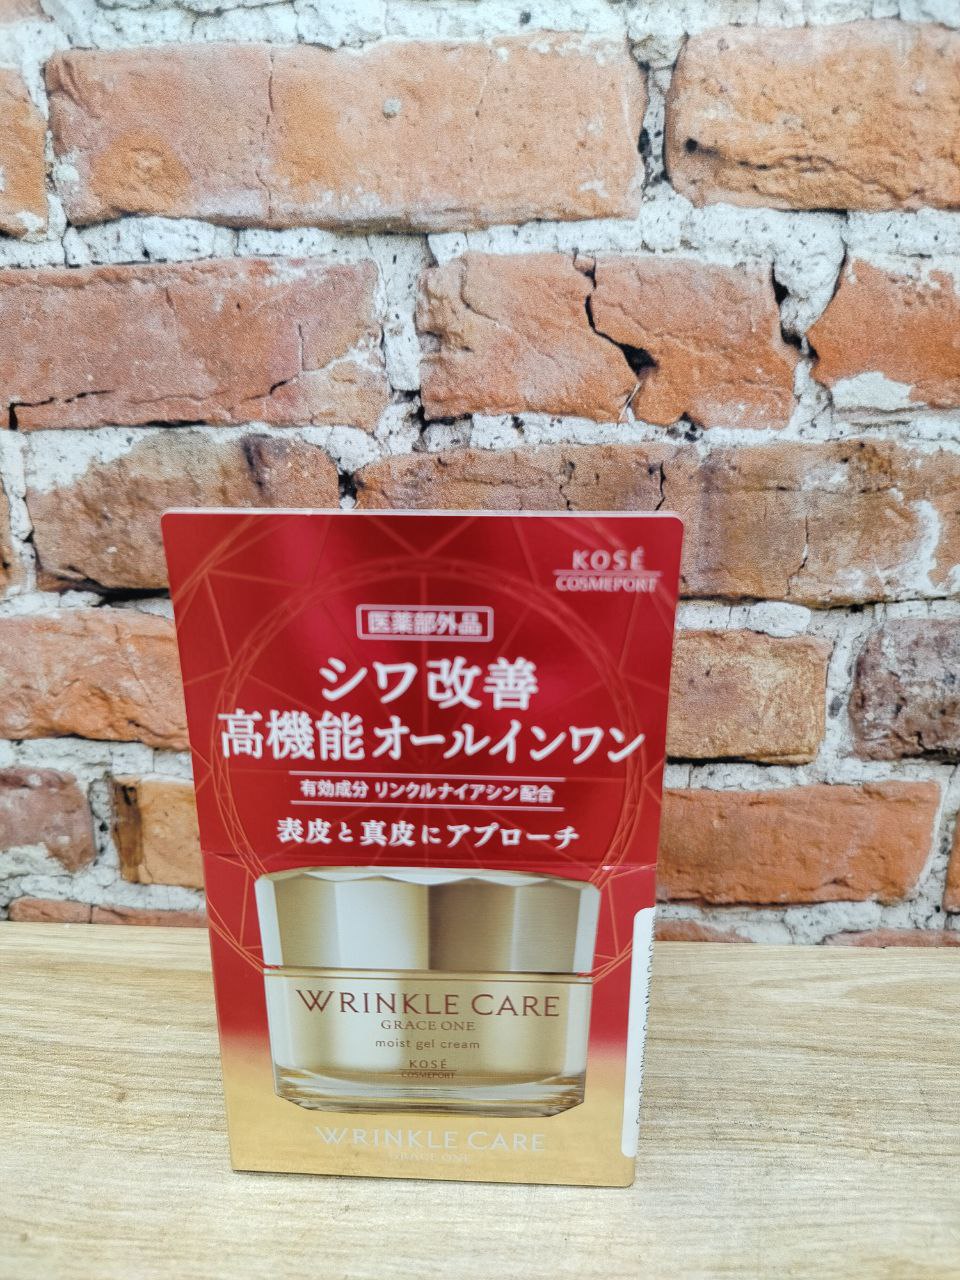 KOSÉ
COSMEPORT
医薬部外品
シワ改善
高機能オールインワン
有効成分 リンクルナイアシン配合
表皮と真皮にアプローチ
WRINKLE CARE
GRACE ONE
moist gel cream
KOSÉ
COSMEPORT
WRINKLE CARE
GRACE ONE